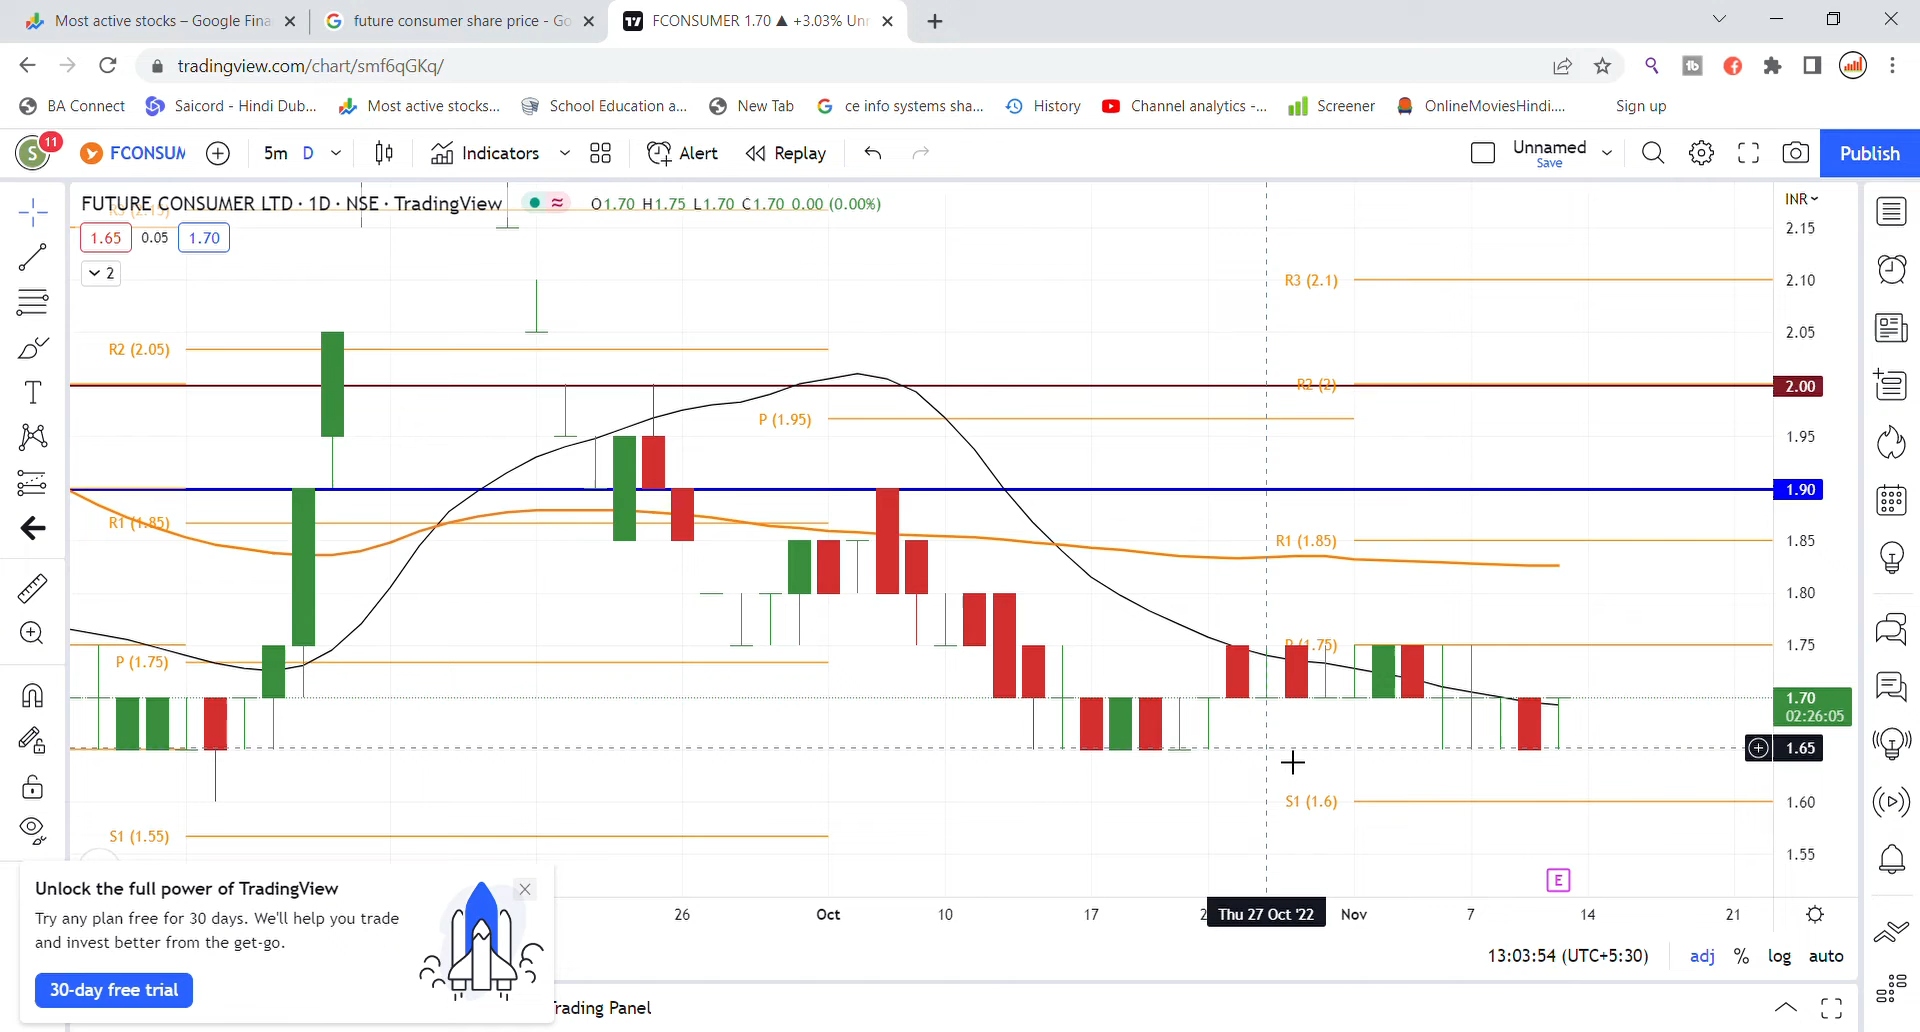 Most active stocks – Google Fina
future consumer share price - Go
FCONSUMER 1.70 ▲ +3.03% Unn
tradingview.com/chart/smf6qGKq/
BA Connect
Saicord - Hindi Dub...
Most active stocks...
School Education a...
New Tab
ce info systems sha...
History
Channel analytics -...
Screener
OnlineMoviesHindi....
Sign up
S
11
FCONSUM
5m
D
Indicators
Alert
Replay
Unnamed
Save
Publish
FUTURE CONSUMER LTD · 1D · NSE · TradingView
O1.70 H1.75 L1.70 C1.70 0.00 (0.00%)
INR
1.65
0.05
1.70
2
R3 (2.15)
2.15
R3 (2.1)
2.10
2.05
R2 (2.05)
R2 (2)
2.00
P (1.95)
1.95
1.90
R1 (1.85)
R1 (1.85)
1.85
1.80
P (1.75)
1.75
P (1.75)
1.70
02:26:05
1.65
S1 (1.6)
1.60
S1 (1.55)
1.55
E
26
Oct
10
17
Thu 27 Oct '22
Nov
7
14
21
Unlock the full power of TradingView
Try any plan free for 30 days. We'll help you trade
and invest better from the get-go.
30-day free trial
13:03:54 (UTC+5:30)
adj
%
log
auto
rading Panel